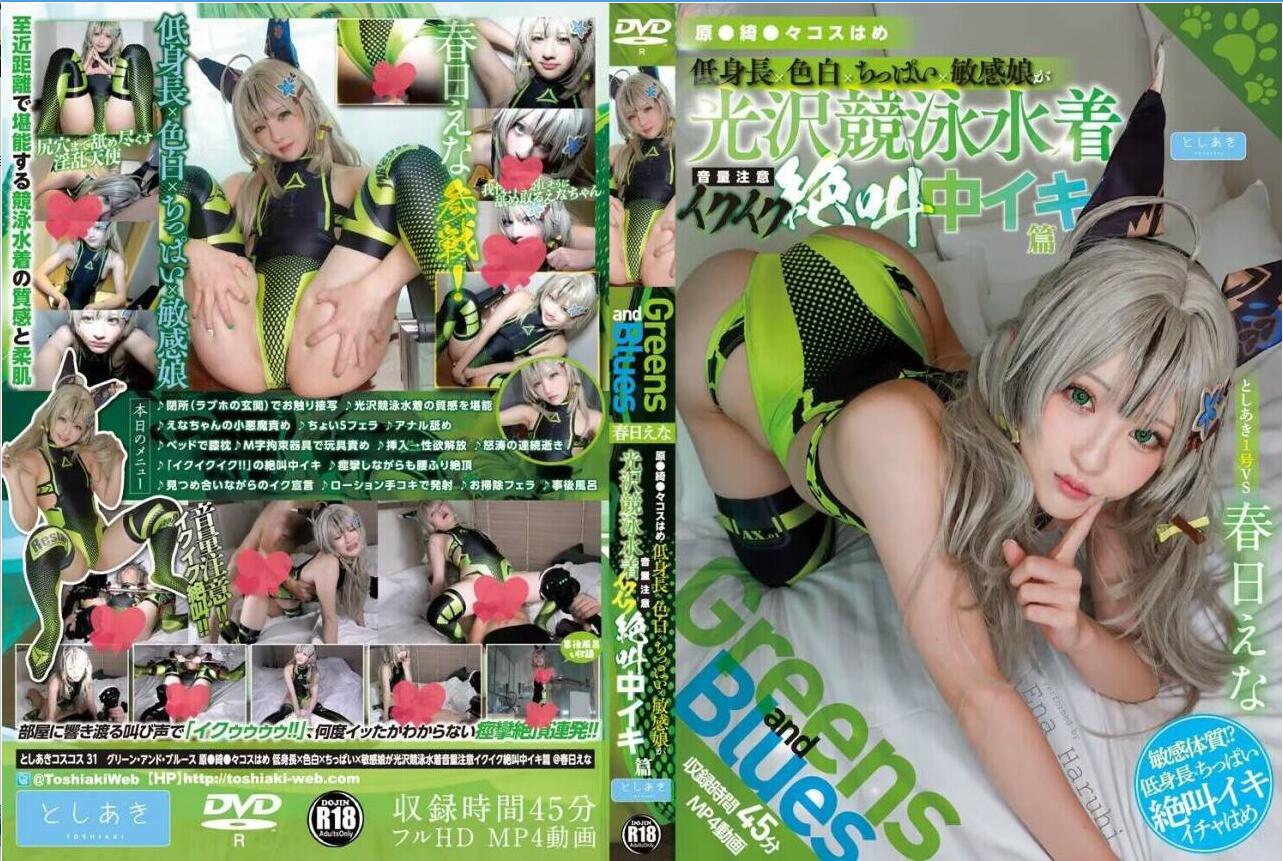 至近距離で堪能する競泳水着の質感と柔肌
尻穴まで舐め尽くす
淫乱天使
低身長×色白×ちっぱい×敏感娘
春日えな
参戦!
舐め取るえなちゃん
本日のメニュー
♪閉所(ラブホの玄関)でお触り接写 ♪光沢競泳水着の質感を堪能
♪えなちゃんの小悪魔責め ♪ちょいSフェラ ♪アナル舐め
♪ベッドで膝枕 ♪M字拘束器具で玩具責め ♪挿入→性欲解放 ♪怒涛の連続逝き
♪「イクイクイク!!」の絶叫中イキ ♪痙攣しながらも腰ふり絶頂
♪見つめ合いながらのイク宣言 ♪ローション手コキで発射 ♪お掃除フェラ ♪事後風呂
音量注意!
イクイク絶叫!!
事後風呂
収録
部屋に響き渡る叫び声で「イクゥゥゥゥ!!」、何度イッたかわからない痙攣絶頂連発!!
としあきコスコス 31 グリーン・アンド・ブルース 原●綺●々コスはめ 低身長×色白×ちっぱい×敏感娘が光沢競泳水着音量注意イクイク絶叫中イキ篇 @春日えな
@ToshiakiWeb 【HP】http://toshiaki-web.com
としあき
TOSHIAKI
DVD
R
DOJIN
R18
AdultsOnly
収録時間45分
フルHD MP4動画
DVD
R
Greens
and
Blues
春日えな
原●綺●々コスはめ
低身長×色白×ちっぱい×敏感娘が
光沢競泳水着
音量注意
イクイク絶叫中イキ篇
としあき
DOJIN
R18
AdultsOnly
原●綺●々コスはめ
低身長×色白×ちっぱい×敏感娘が
光沢競泳水着
音量注意
イクイク絶叫中イキ篇
としあき
としあき1号VS
春日えな
Greens
and
Blues
収録時間45分
MP4動画
by
Ena Haruhi
敏感体質!?
低身長×ちっぱい
絶叫イキ
イチャはめ